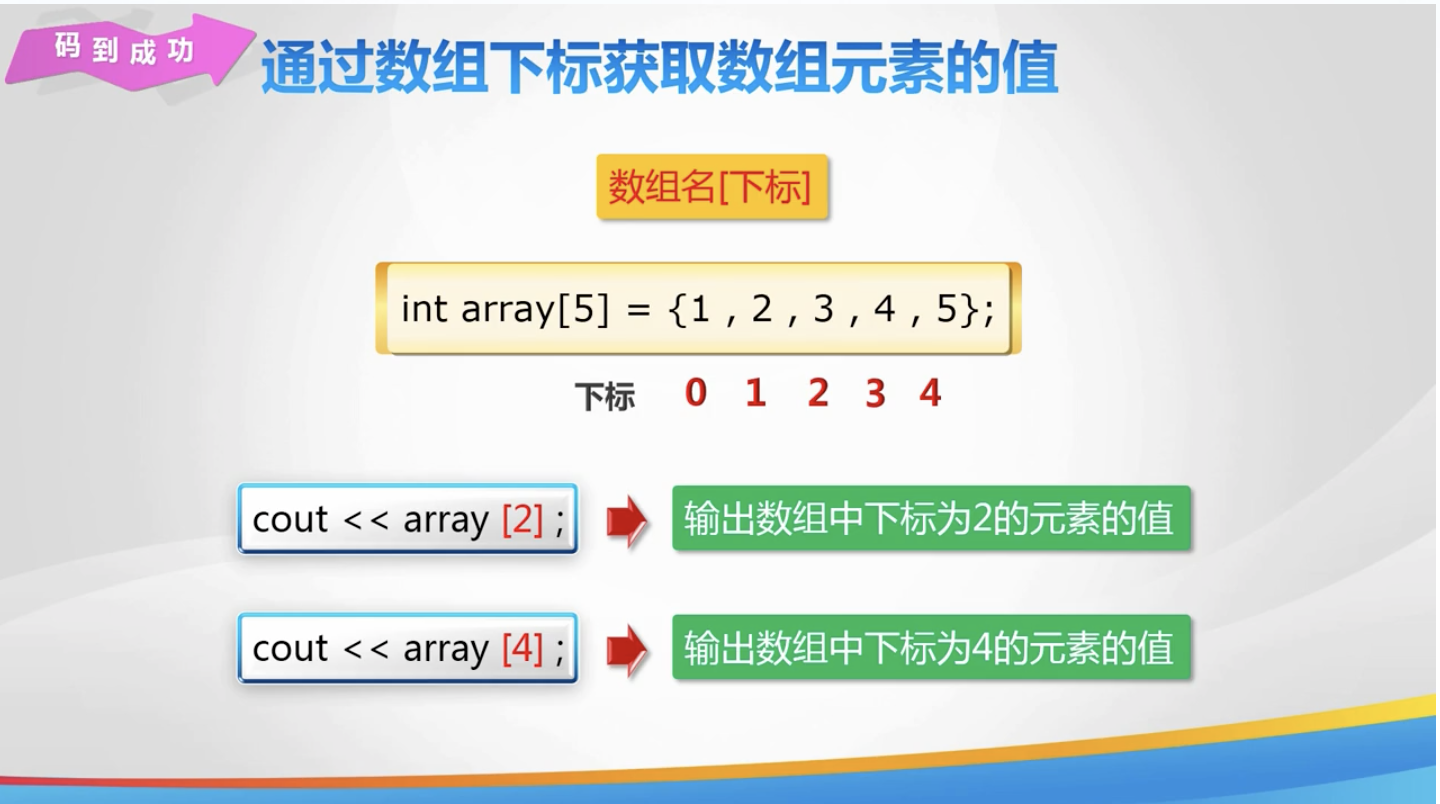 码到成功
通过数组下标获取数组元素的值
数组名[下标]
int array[5] = {1 , 2 , 3 , 4 , 5};
下标 0 1 2 3 4
cout << array [2] ; 输出数组中下标为2的元素的值
cout << array [4] ; 输出数组中下标为4的元素的值